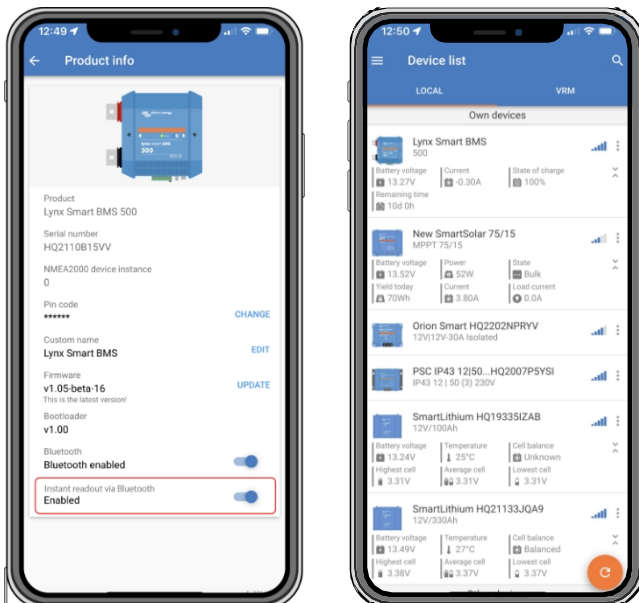 12:49
Product info
victron energy
lynx smart BMS
500
Product
Lynx Smart BMS 500
Serial number
HQ2110B15VV
NMEA2000 device instance
0
Pin code
******
CHANGE
Custom name
Lynx Smart BMS
EDIT
Firmware
v1.05-beta-16
UPDATE
This is the latest version!
Bootloader
v1.00
Bluetooth
Bluetooth enabled
Instant readout via Bluetooth
Enabled
12:50
Device list
LOCAL VRM
Own devices
Lynx Smart BMS
500
Battery voltage Current State of charge
13.27V -0.30A 100%
Remaining time
10d 0h
New SmartSolar 75/15
MPPT 75/15
Battery voltage Power State
13.52V 52W Bulk
Yield today Current Load current
70Wh 3.80A 0.0A
Orion Smart HQ2202NPRYV
12V|12V-30A Isolated
PSC IP43 12|50...HQ2007P5YSI
IP43 12 | 50 (3) 230V
SmartLithium HQ19335IZAB
12V/100Ah
Battery voltage Temperature Cell balance
13.24V 25°C Unknown
Highest cell Average cell Lowest cell
3.31V 3.31V 3.31V
SmartLithium HQ21133JQA9
12V/330Ah
Battery voltage Temperature Cell balance
13.49V 27°C Balanced
Highest cell Average cell Lowest cell
3.38V 3.37V 3.37V